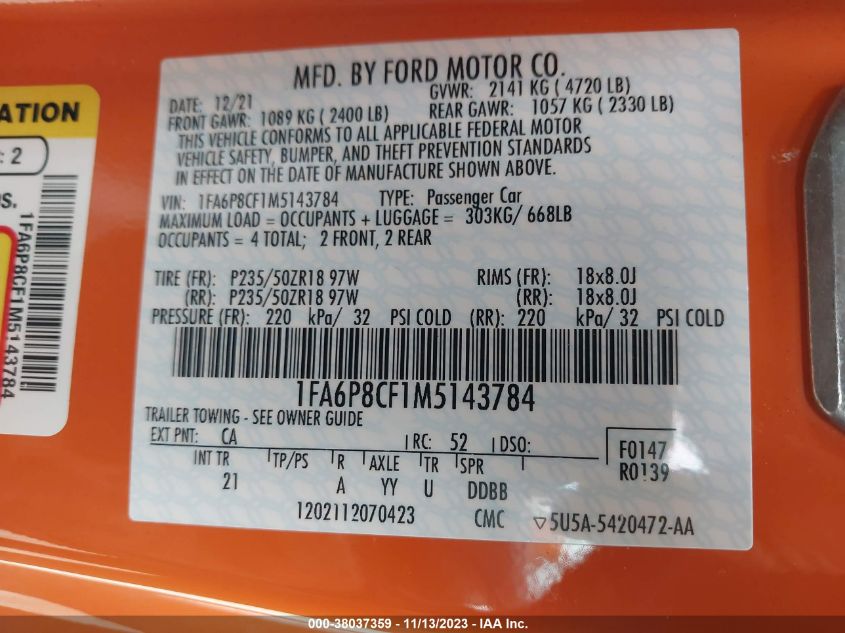 MFD. BY FORD MOTOR CO.
DATE: 12/21 GVWR: 2141 KG ( 4720 LB)
FRONT GAWR: 1089 KG ( 2400 LB) REAR GAWR: 1057 KG ( 2330 LB)
THIS VEHICLE CONFORMS TO ALL APPLICABLE FEDERAL MOTOR
VEHICLE SAFETY, BUMPER, AND THEFT PREVENTION STANDARDS
IN EFFECT ON THE DATE OF MANUFACTURE SHOWN ABOVE.
VIN: 1FA6P8CF1M5143784 TYPE: Passenger Car
MAXIMUM LOAD = OCCUPANTS + LUGGAGE = 303KG/ 668LB
OCCUPANTS = 4 TOTAL; 2 FRONT, 2 REAR
TIRE (FR): P235/50ZR18 97W RIMS (FR): 18x8.0J
(RR): P235/50ZR18 97W (RR): 18x8.0J
PRESSURE (FR): 220 kPa/ 32 PSI COLD (RR): 220 kPa/ 32 PSI COLD
1FA6P8CF1M5143784
TRAILER TOWING - SEE OWNER GUIDE
EXT PNT: CA RC: 52 DSO:
F0147
R0139
INT TR TP/PS R AXLE TR SPR
21 A YY U DDBB
1202112070423 CMC ▽5U5A-5420472-AA
ATION
: 2
S.
1FA6P8CF1M5143784
000-38037359 - 11/13/2023 - IAA Inc.